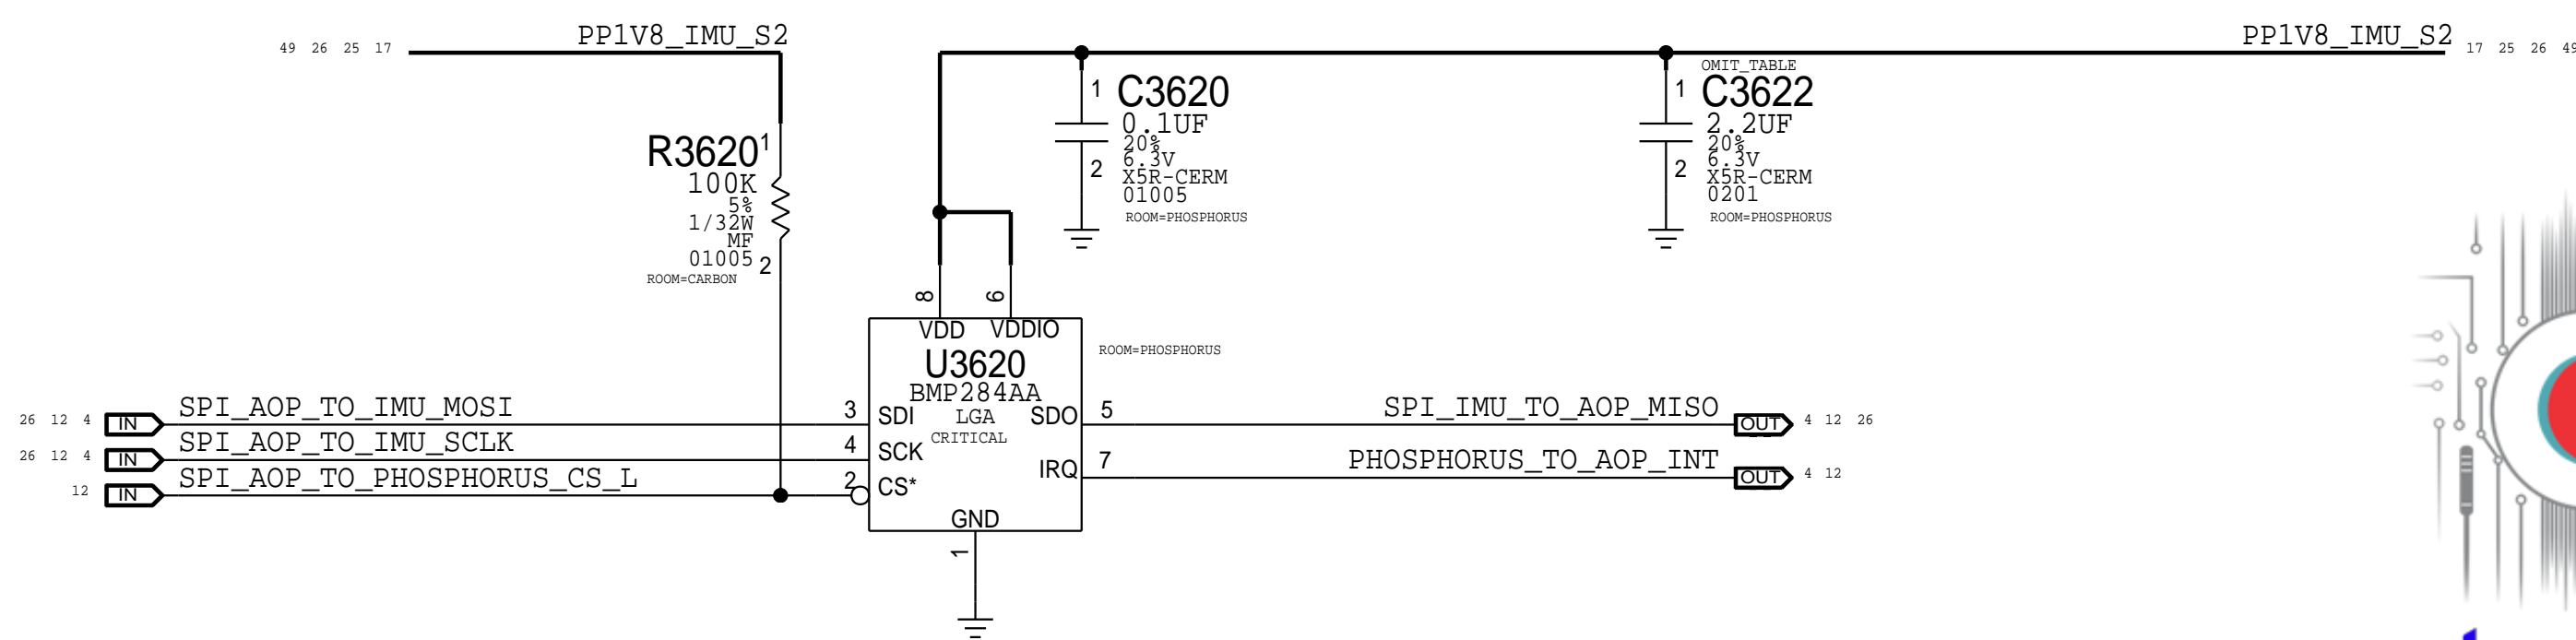 PP1V8_IMU_S2
49 26 25 17
PP1V8_IMU_S2
17 25 26 49
R3620
1
100K
5%
1/32W
MF
01005
2
ROOM=CARBON
1
C3620
0.1UF
20%
6.3V
2
X5R-CERM
01005
ROOM=PHOSPHORUS
OMIT_TABLE
1
C3622
2.2UF
20%
6.3V
2
X5R-CERM
0201
ROOM=PHOSPHORUS
8
6
VDD
VDDIO
U3620
BMP284AA
LGA
CRITICAL
ROOM=PHOSPHORUS
26 12 4
IN
SPI_AOP_TO_IMU_MOSI
3
SDI
26 12 4
IN
SPI_AOP_TO_IMU_SCLK
4
SCK
12
IN
SPI_AOP_TO_PHOSPHORUS_CS_L
2
CS*
SDO
5
SPI_IMU_TO_AOP_MISO
OUT
4 12 26
IRQ
7
PHOSPHORUS_TO_AOP_INT
OUT
4 12
GND
1